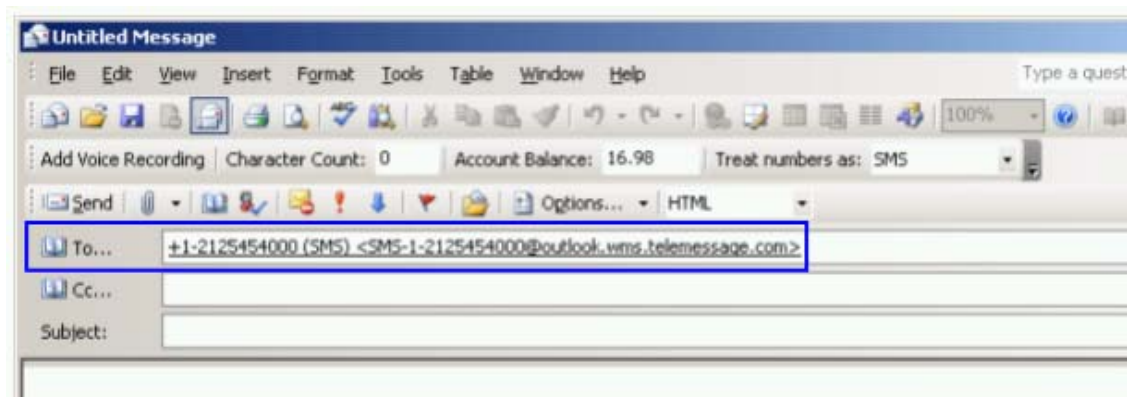 Untitled Message
File Edit View Insert Format Tools Table Window Help Type a quest
100%
Add Voice Recording Character Count: 0 Account Balance: 16.98 Treat numbers as: SMS
Send Options... HTML
To... +1-2125454000 (SMS) <SMS-1-2125454000@outlook.wms.telemessage.com>
Cc...
Subject: